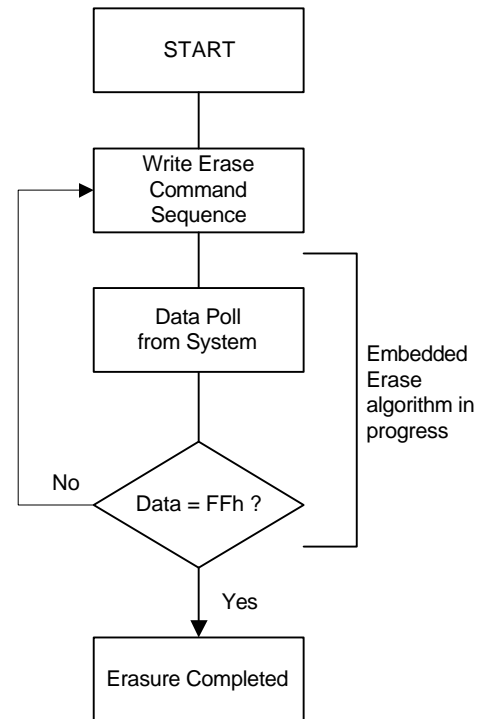 START
Write Erase
Command
Sequence
Data Poll
from System
Embedded
Erase
algorithm in
progress
No
Data = FFh ?
Yes
Erasure Completed